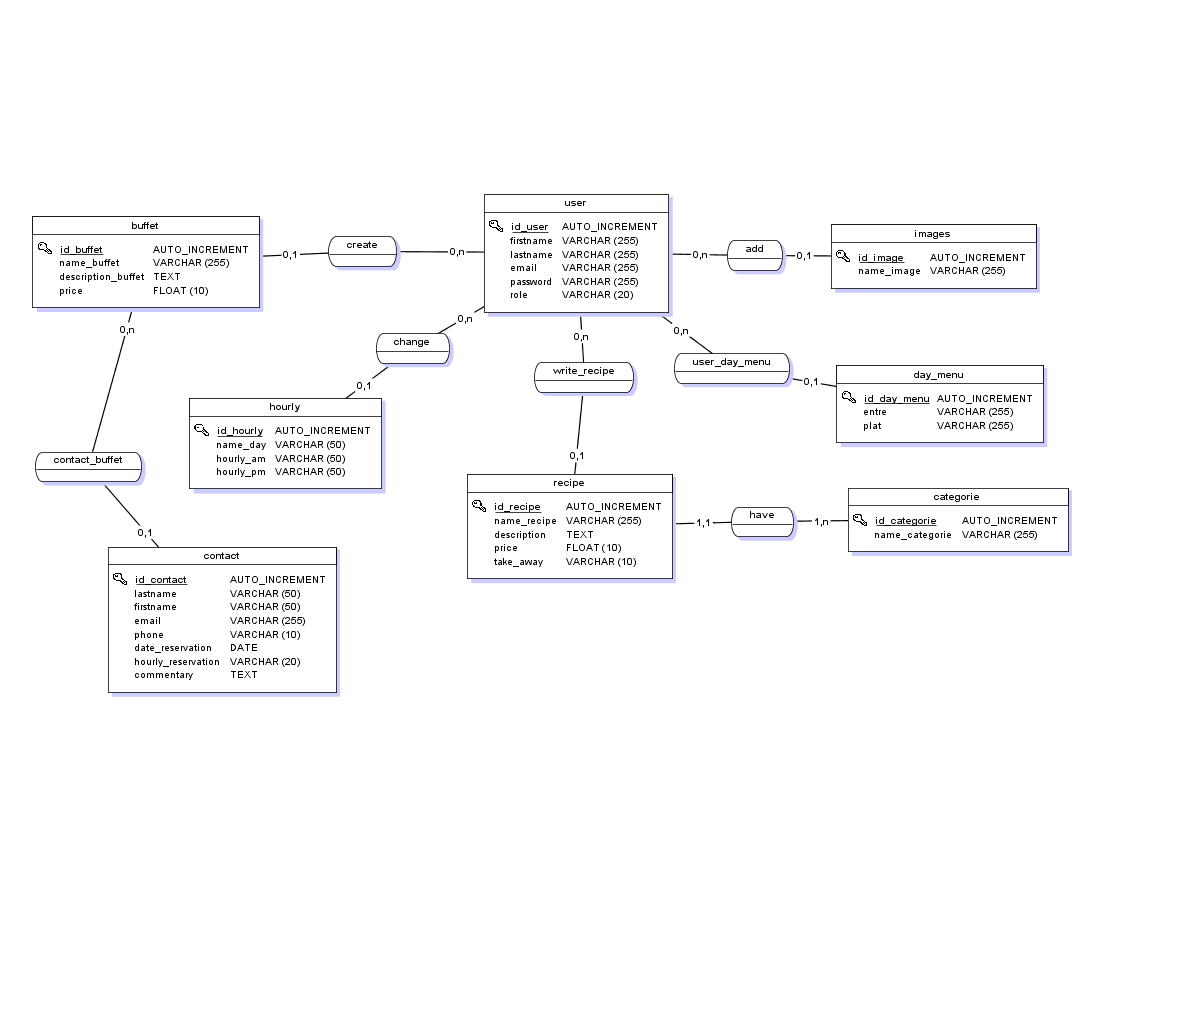 user
id_user AUTO_INCREMENT
firstname VARCHAR (255)
lastname VARCHAR (255)
email VARCHAR (255)
password VARCHAR (255)
role VARCHAR (20)
buffet
id_buffet AUTO_INCREMENT
name_buffet VARCHAR (255)
description_buffet TEXT
price FLOAT (10)
0,1
create
0,n
0,n
add
0,1
images
id_image AUTO_INCREMENT
name_image VARCHAR (255)
0,n
change
0,1
0,n
write_recipe
0,1
0,n
user_day_menu
0,1
day_menu
id_day_menu AUTO_INCREMENT
entre VARCHAR (255)
plat VARCHAR (255)
hourly
id_hourly AUTO_INCREMENT
name_day VARCHAR (50)
hourly_am VARCHAR (50)
hourly_pm VARCHAR (50)
0,n
contact_buffet
0,1
recipe
id_recipe AUTO_INCREMENT
name_recipe VARCHAR (255)
description TEXT
price FLOAT (10)
take_away VARCHAR (10)
1,1
have
1,n
categorie
id_categorie AUTO_INCREMENT
name_categorie VARCHAR (255)
contact
id_contact AUTO_INCREMENT
lastname VARCHAR (50)
firstname VARCHAR (50)
email VARCHAR (255)
phone VARCHAR (10)
date_reservation DATE
hourly_reservation VARCHAR (20)
commentary TEXT